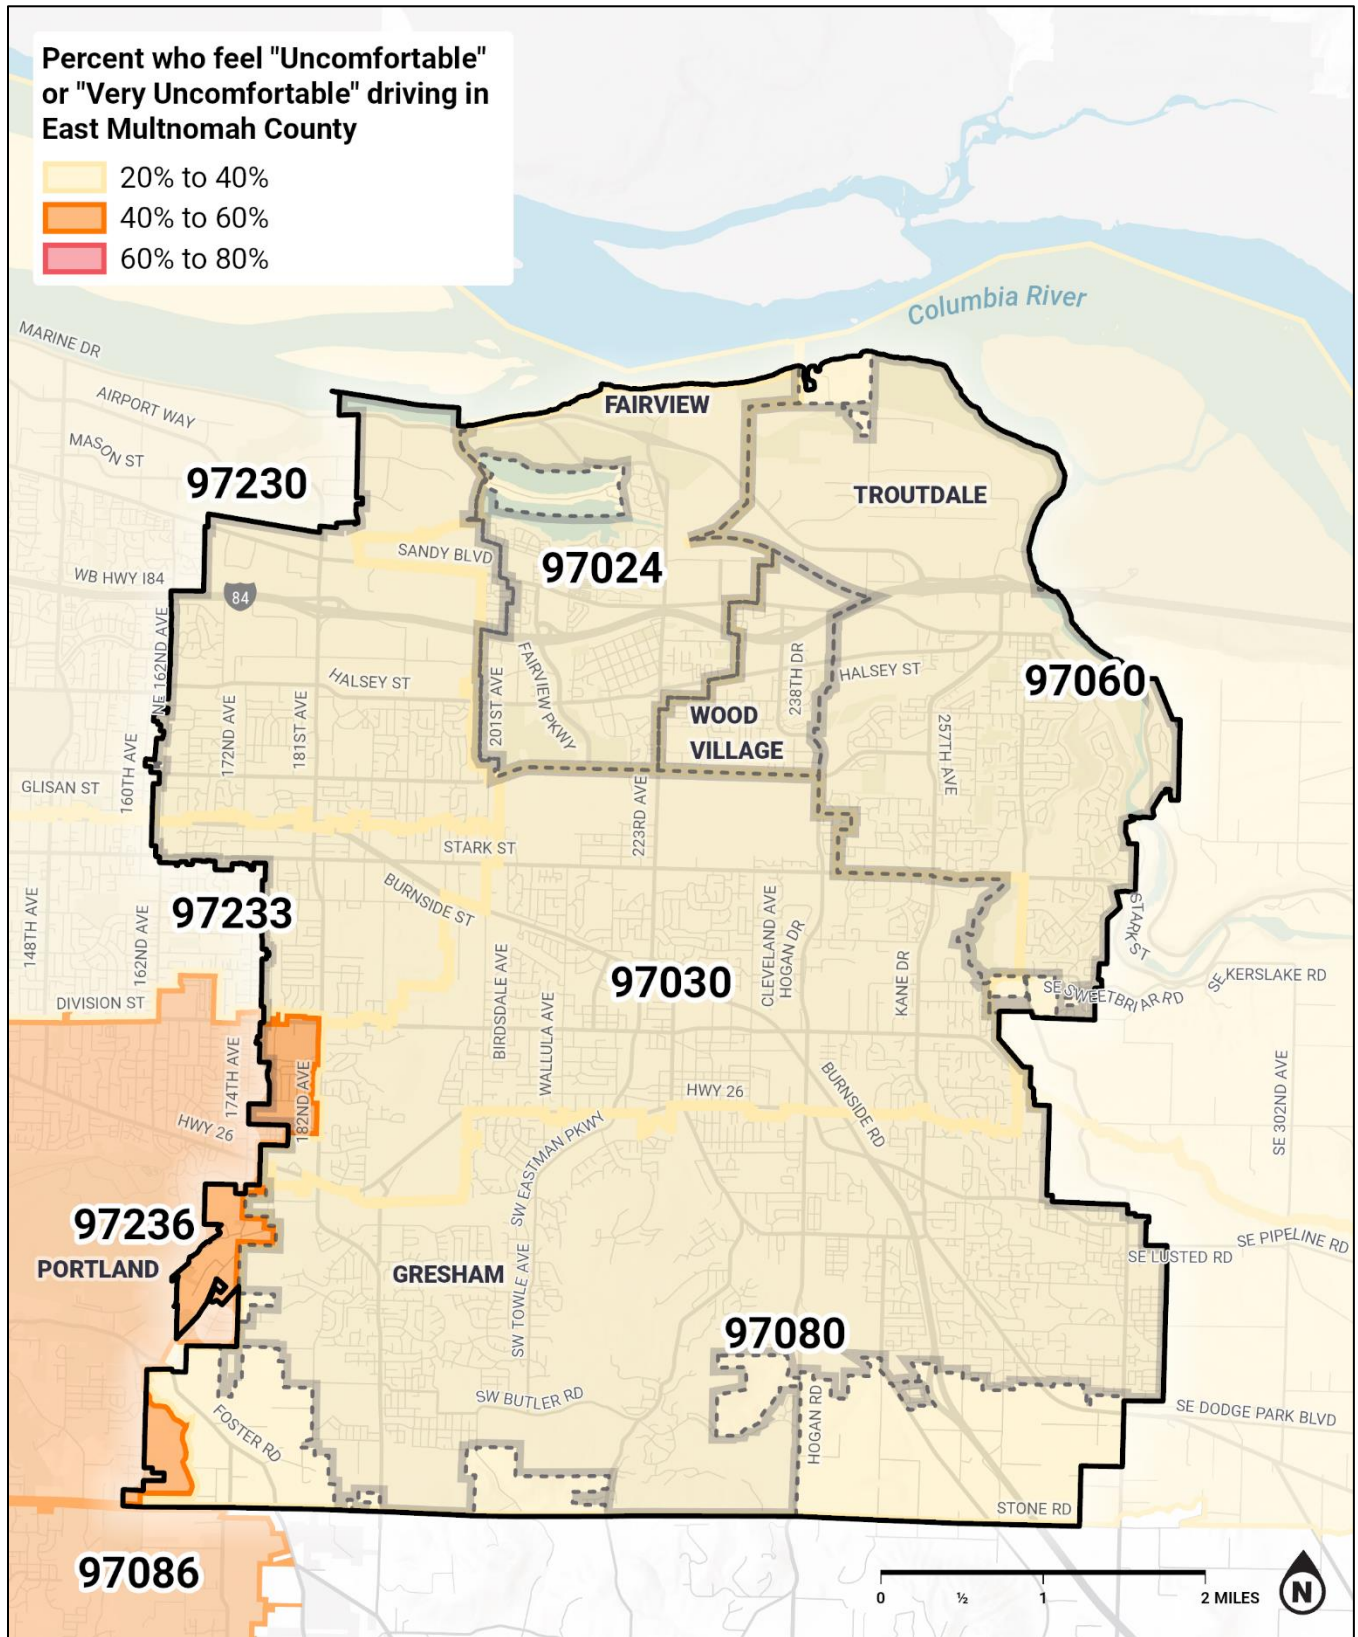 Percent who feel "Uncomfortable"
or "Very Uncomfortable" driving in
East Multnomah County
20% to 40%
40% to 60%
60% to 80%
Columbia River
MARINE DR
AIRPORT WAY
MASON ST
FAIRVIEW
97230
TROUTDALE
SANDY BLVD
97024
WB HWY I84
84
NE 162ND AVE
HALSEY ST
FAIRVIEW PKWY
201ST AVE
238TH DR
HALSEY ST
97060
172ND AVE
181ST AVE
WOOD
VILLAGE
257TH AVE
160TH AVE
GLISAN ST
223RD AVE
STARK ST
BURNSIDE ST
97233
148TH AVE
162ND AVE
CLEVELAND AVE
HOGAN DR
STARK ST
BIRDSDALE AVE
WALLULA AVE
97030
KANE DR
SE KERSLAKE RD
SE SWEETBRIAR RD
DIVISION ST
174TH AVE
182ND AVE
HWY 26
HWY 26
BURNSIDE RD
SE 302ND AVE
SW EASTMAN PKWY
97236
PORTLAND
SE PIPELINE RD
SE LUSTED RD
GRESHAM
SW TOWLE AVE
97080
SW BUTLER RD
HOGAN RD
FOSTER RD
SE DODGE PARK BLVD
STONE RD
97086
0 ½ 1 2 MILES
N